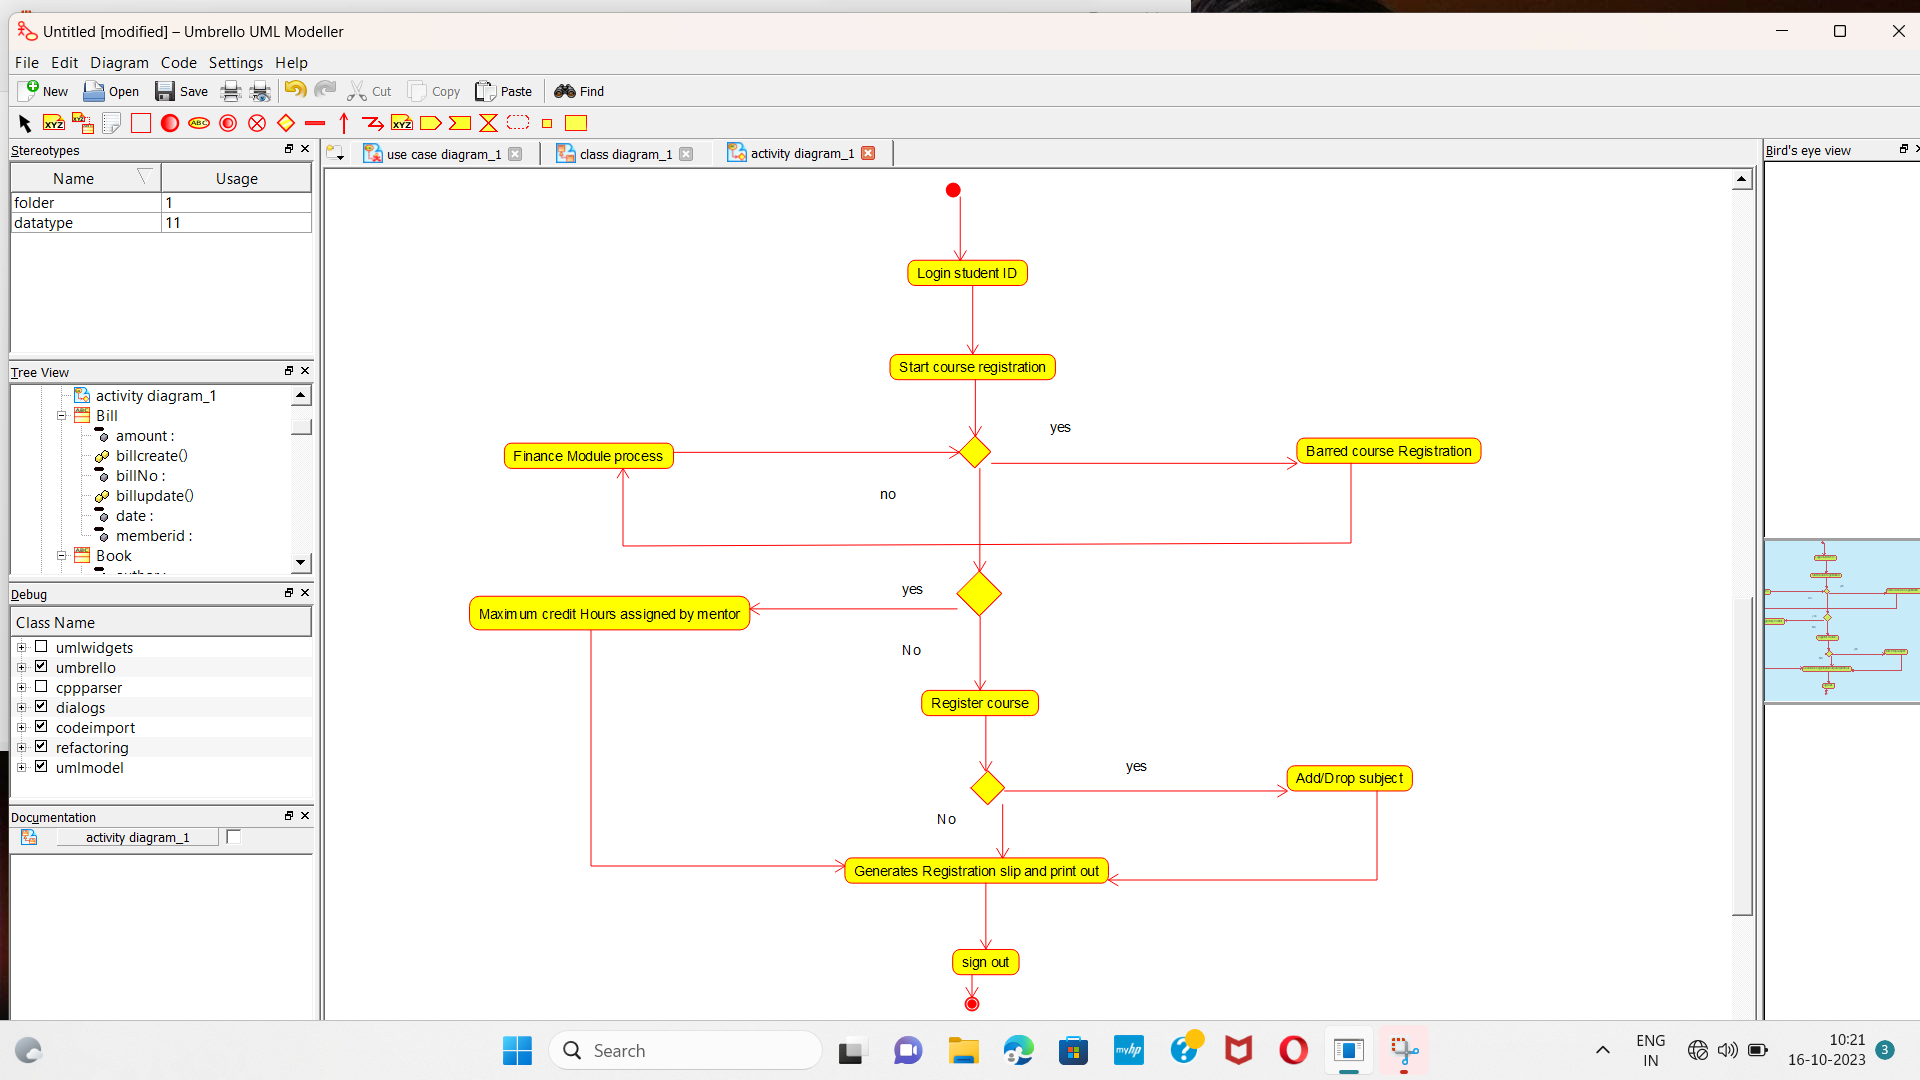 Untitled [modified] – Umbrello UML Modeller
File Edit Diagram Code Settings Help
New Open Save Cut Copy Paste Find
XYZ ABC XYZ
Stereotypes
Name Usage
folder 1
datatype 11
Tree View
activity diagram_1
Bill
amount :
billcreate()
billNo :
billupdate()
date :
memberid :
Book
Debug
Class Name
umlwidgets
umbrello
cppparser
dialogs
codeimport
refactoring
umlmodel
Documentation
activity diagram_1
use case diagram_1 class diagram_1 activity diagram_1
Login student ID
Start course registration
yes
Finance Module process
Barred course Registration
no
yes
Maximum credit Hours assigned by mentor
No
Register course
yes
Add/Drop subject
No
Generates Registration slip and print out
sign out
Bird's eye view
Search
myhp
ENG
IN
10:21
16-10-2023
3